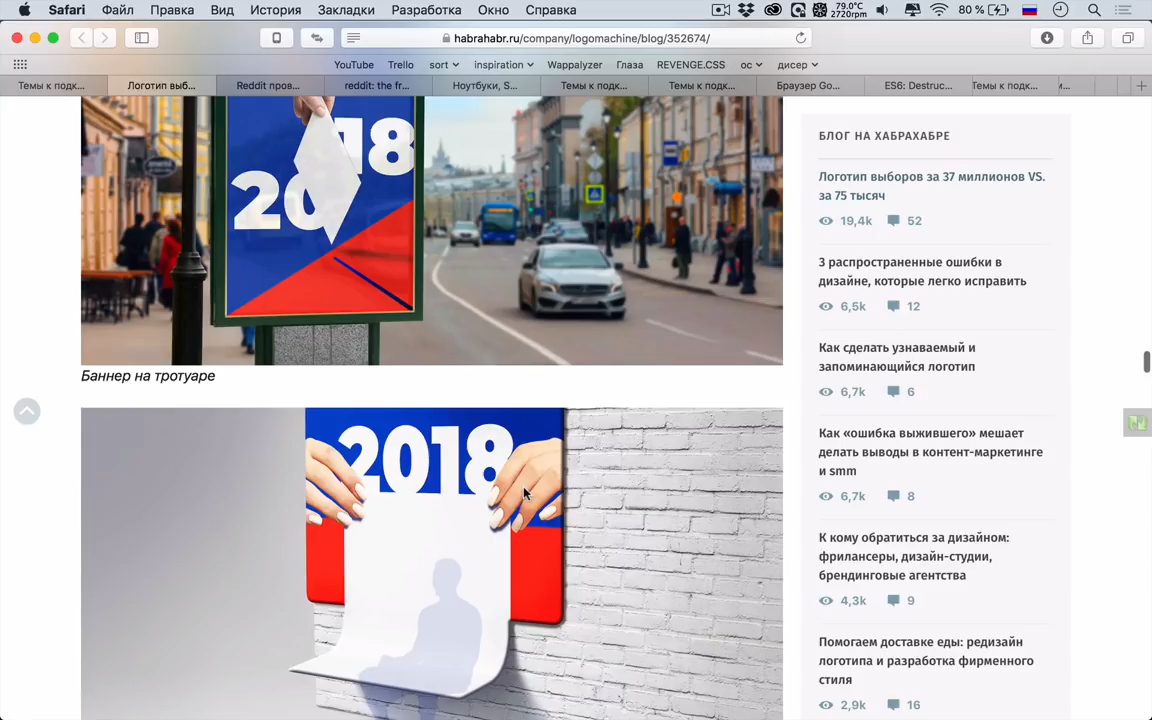 Safari Файл Правка Вид История Закладки Разработка Окно Справка 79.0°C 2720rpm 80 %
habrahabr.ru/company/logomachine/blog/352674/
YouTube Trello sort inspiration Wappalyzer Глаза REVENGE.CSS ос дисер
Темы к подк... Логотип выб... Reddit пров... reddit: the fr... Ноутбуки, S... Темы к подк... Темы к подк... Браузер Go... ES6: Destruc... Темы к подк... м...
2018
Баннер на тротуаре
2018
БЛОГ НА ХАБРАХАБРЕ
Логотип выборов за 37 миллионов VS.
за 75 тысяч
19,4k 52
3 распространенные ошибки в
дизайне, которые легко исправить
6,5k 12
Как сделать узнаваемый и
запоминающийся логотип
6,7k 6
Как «ошибка выжившего» мешает
делать выводы в контент-маркетинге
и smm
6,7k 8
К кому обратиться за дизайном:
фрилансеры, дизайн-студии,
брендинговые агентства
4,3k 9
Помогаем доставке еды: редизайн
логотипа и разработка фирменного
стиля
2,9k 16